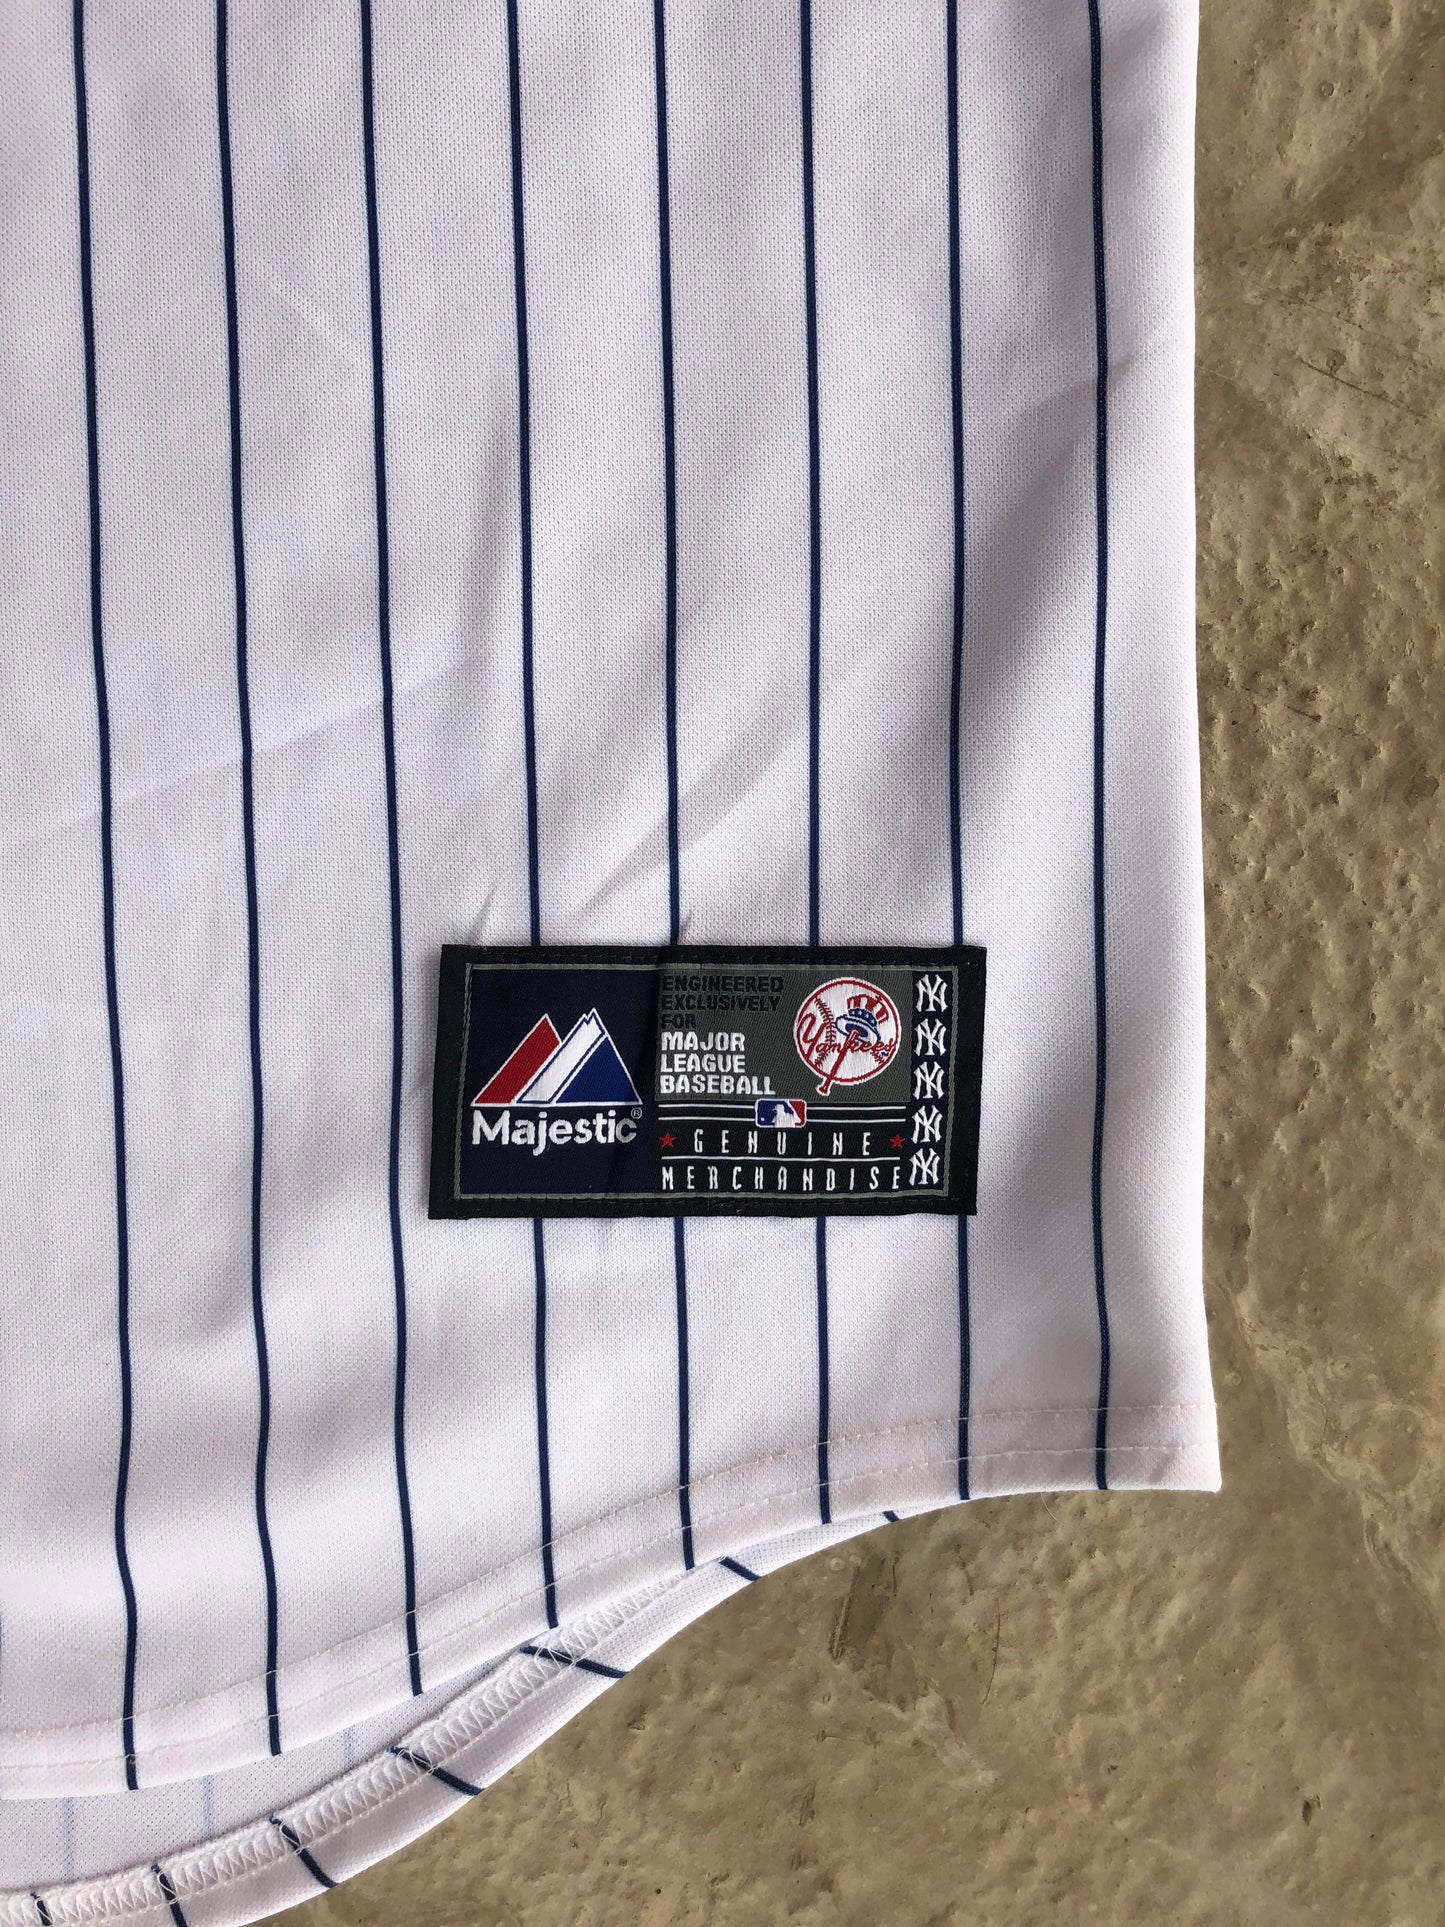 Majestic®
ENGINEERED
EXCLUSIVELY
FOR
MAJOR
LEAGUE
BASEBALL
Yankees
GENUINE
MERCHANDISE
NY
NY
NY
NY
NY